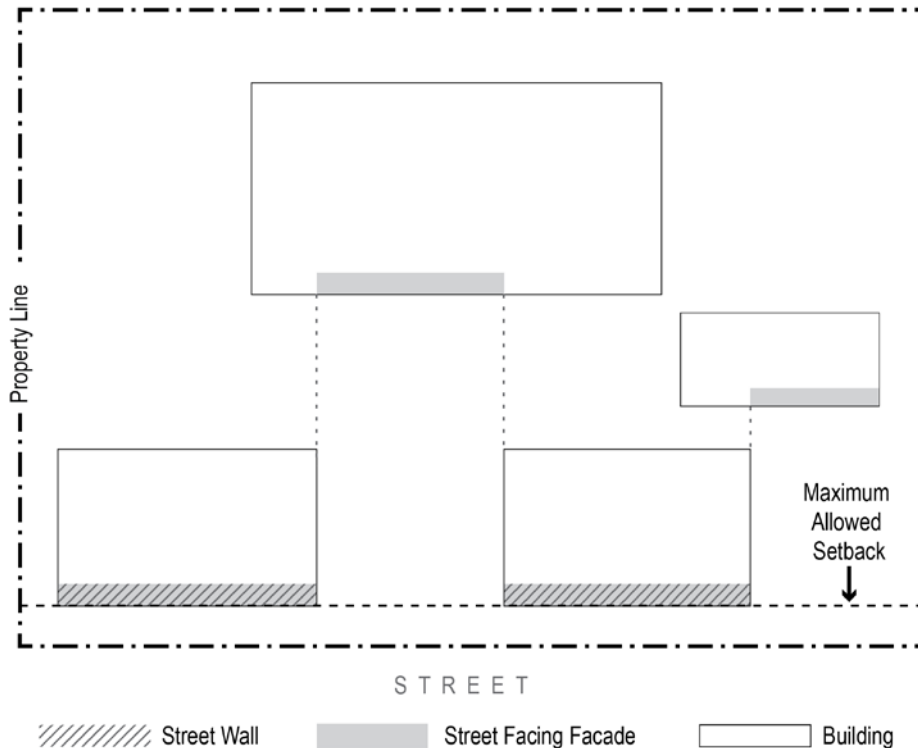 Property Line
Maximum
Allowed
Setback
STREET
Street Wall
Street Facing Facade
Building